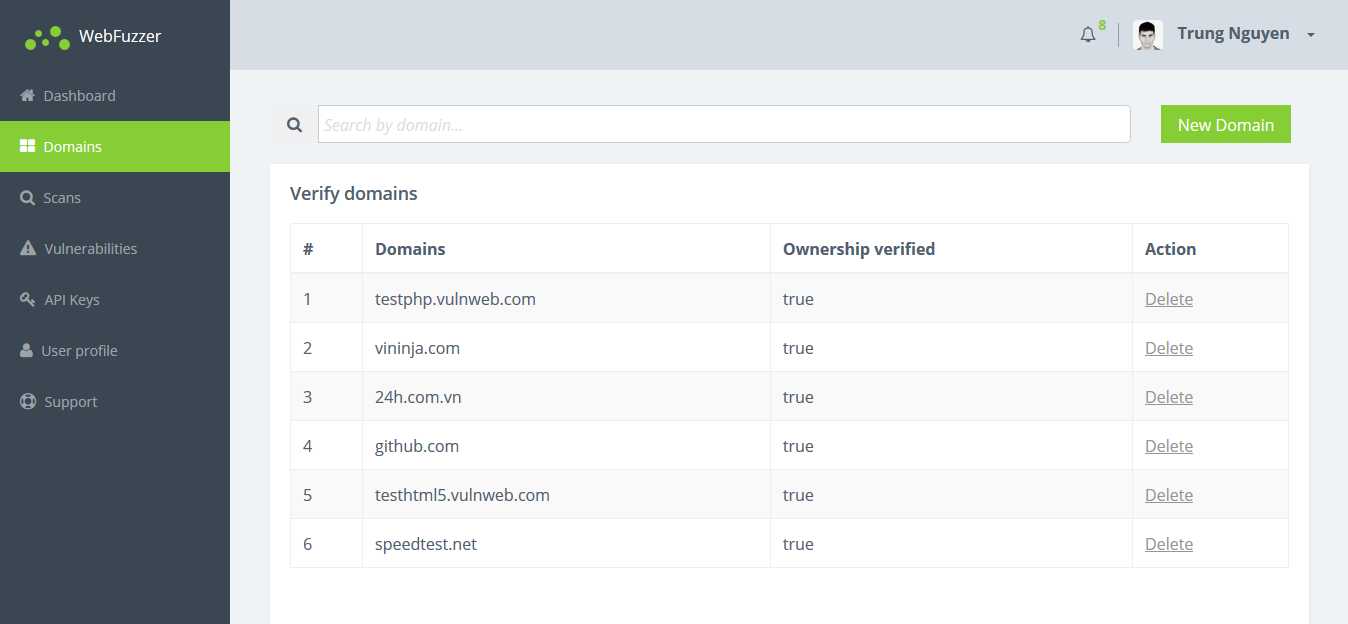 WebFuzzer
8
Trung Nguyen
Dashboard
Domains
Scans
Vulnerabilities
API Keys
User profile
Support
Search by domain...
New Domain
Verify domains
# Domains Ownership verified Action
1 testphp.vulnweb.com true Delete
2 vininja.com true Delete
3 24h.com.vn true Delete
4 github.com true Delete
5 testhtml5.vulnweb.com true Delete
6 speedtest.net true Delete